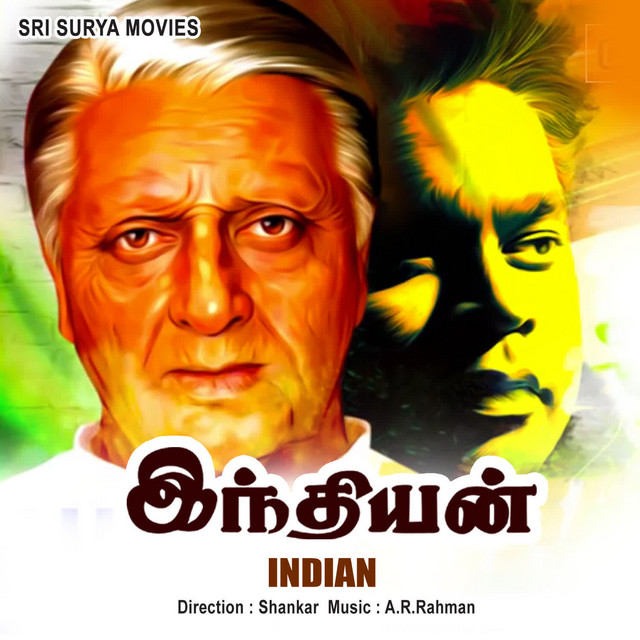 SRI SURYA MOVIES
இந்தியன்
INDIAN
Direction : Shankar Music : A.R.Rahman